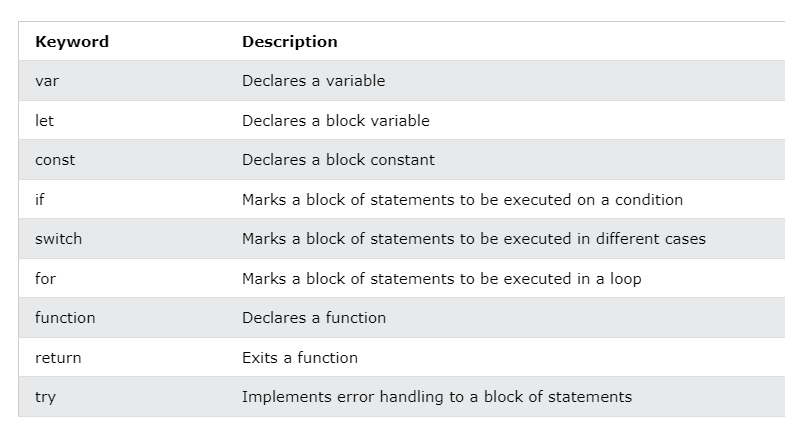 Keyword Description
var Declares a variable
let Declares a block variable
const Declares a block constant
if Marks a block of statements to be executed on a condition
switch Marks a block of statements to be executed in different cases
for Marks a block of statements to be executed in a loop
function Declares a function
return Exits a function
try Implements error handling to a block of statements